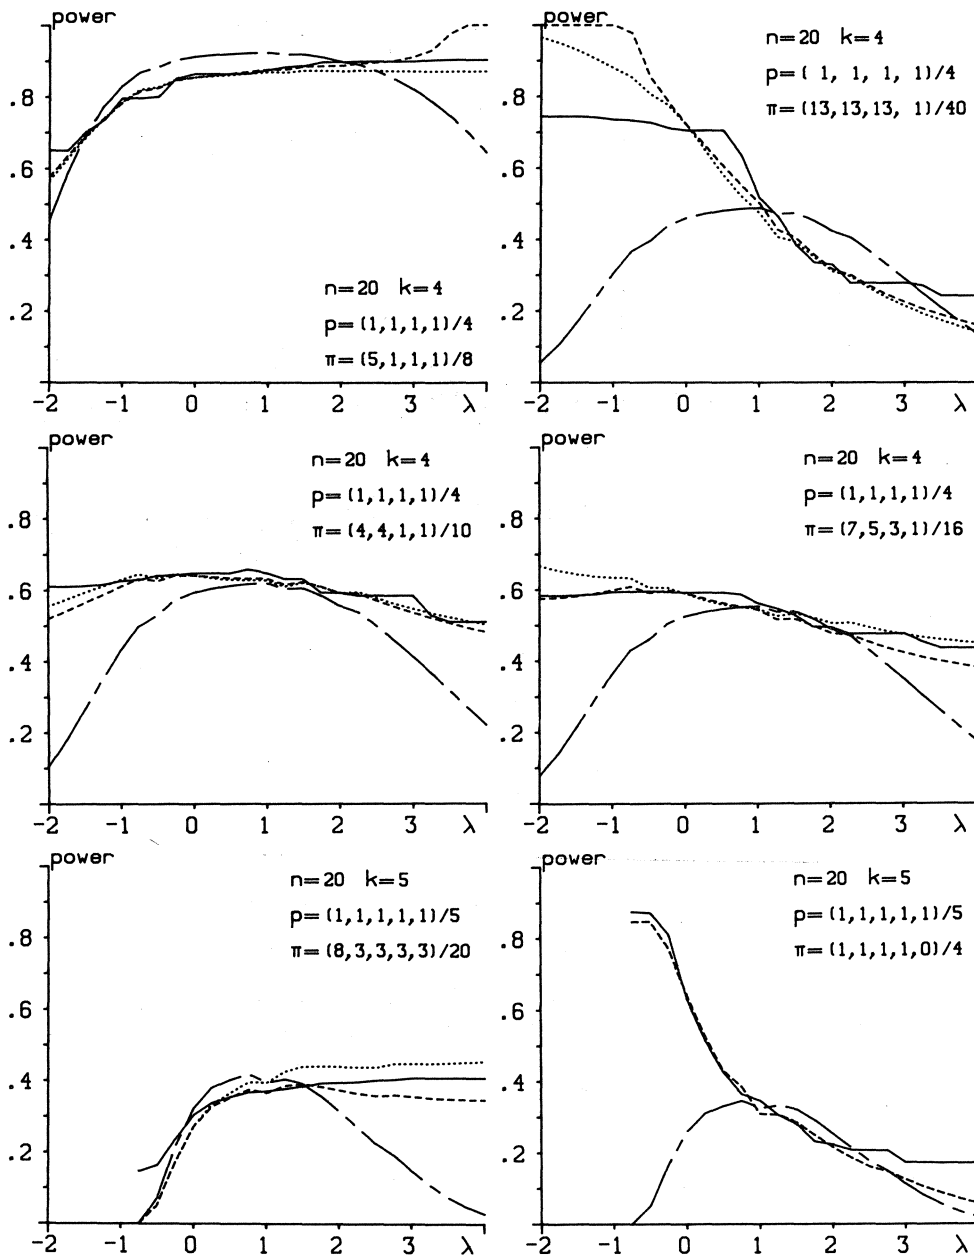 power
n=20 k=4
p=(1,1,1,1)/4
π=(5,1,1,1)/8
.8
.6
.4
.2
-2 -1 0 1 2 3 λ
power
n=20 k=4
p=( 1, 1, 1, 1)/4
π=(13,13,13, 1)/40
.8
.6
.4
.2
-2 -1 0 1 2 3 λ
power
n=20 k=4
p=(1,1,1,1)/4
π=(4,4,1,1)/10
.8
.6
.4
.2
-2 -1 0 1 2 3 λ
power
n=20 k=4
p=(1,1,1,1)/4
π=(7,5,3,1)/16
.8
.6
.4
.2
-2 -1 0 1 2 3 λ
power
n=20 k=5
p=(1,1,1,1,1)/5
π=(8,3,3,3,3)/20
.8
.6
.4
.2
-2 -1 0 1 2 3 λ
power
n=20 k=5
p=(1,1,1,1,1)/5
π=(1,1,1,1,0)/4
.8
.6
.4
.2
-2 -1 0 1 2 3 λ